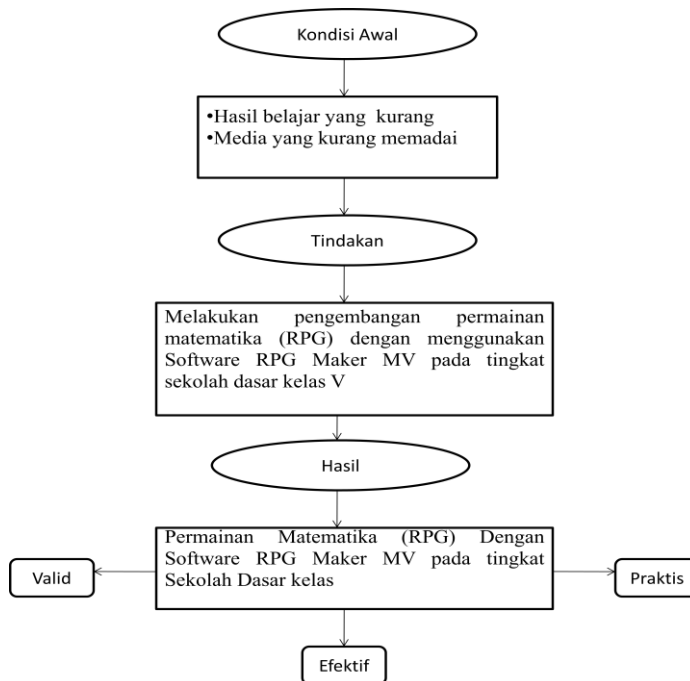 Kondisi Awal
•Hasil belajar yang kurang
•Media yang kurang memadai
Tindakan
Melakukan pengembangan permainan
matematika (RPG) dengan menggunakan
Software RPG Maker MV pada tingkat
sekolah dasar kelas V
Hasil
Permainan Matematika (RPG) Dengan
Software RPG Maker MV pada tingkat
Sekolah Dasar kelas
Valid
Praktis
Efektif